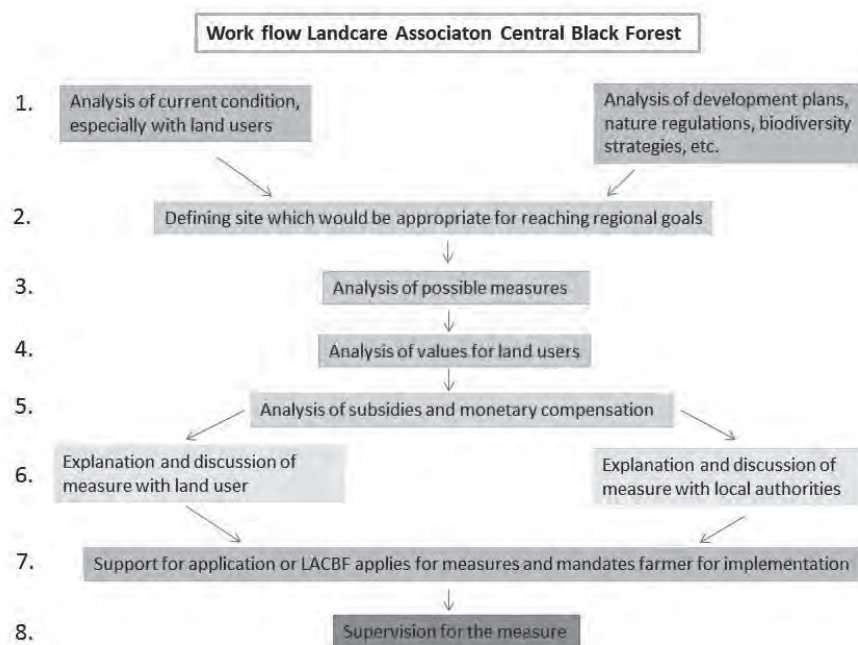 Work flow Landcare Associaton Central Black Forest
1.
Analysis of current condition,
especially with land users
Analysis of development plans,
nature regulations, biodiversity
strategies, etc.
2.
Defining site which would be appropriate for reaching regional goals
3.
Analysis of possible measures
4.
Analysis of values for land users
5.
Analysis of subsidies and monetary compensation
6.
Explanation and discussion of
measure with land user
Explanation and discussion of
measure with local authorities
7.
Support for application or LACBF applies for measures and mandates farmer for implementation
8.
Supervision for the measure